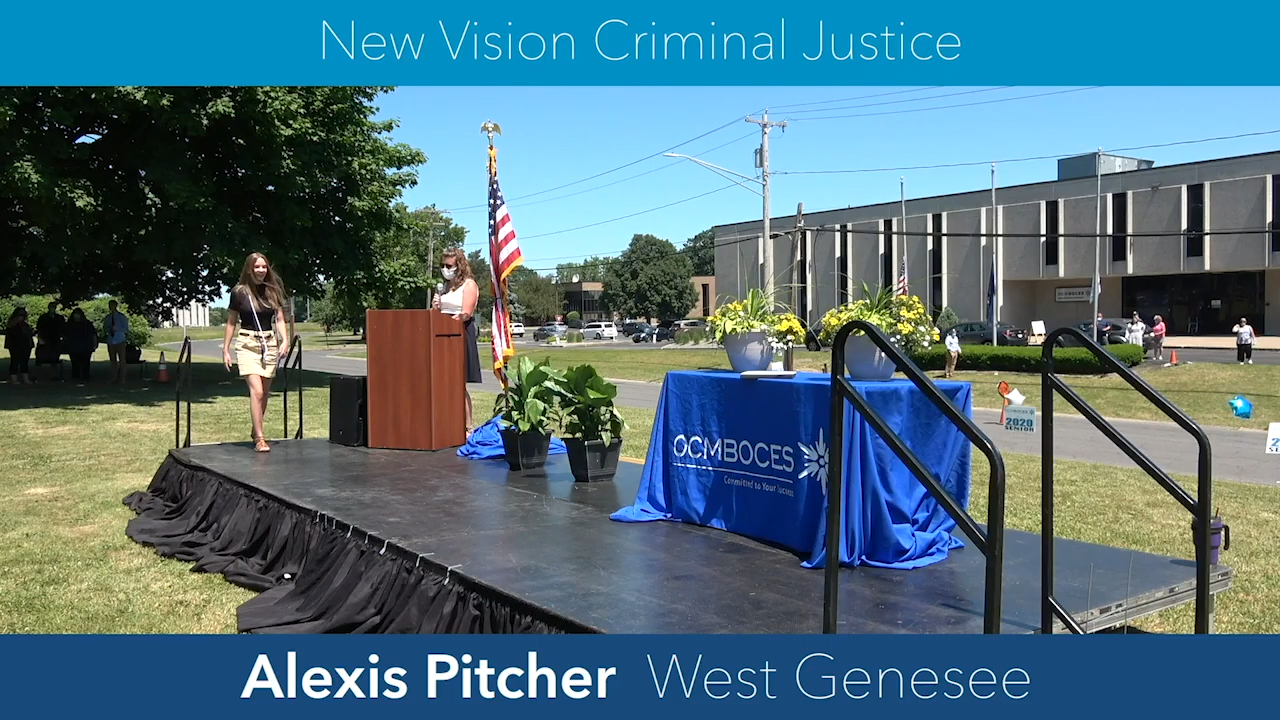 New Vision Criminal Justice
OCMBOCES
Committed to Your Success
2020
SENIOR
Alexis Pitcher West Genesee